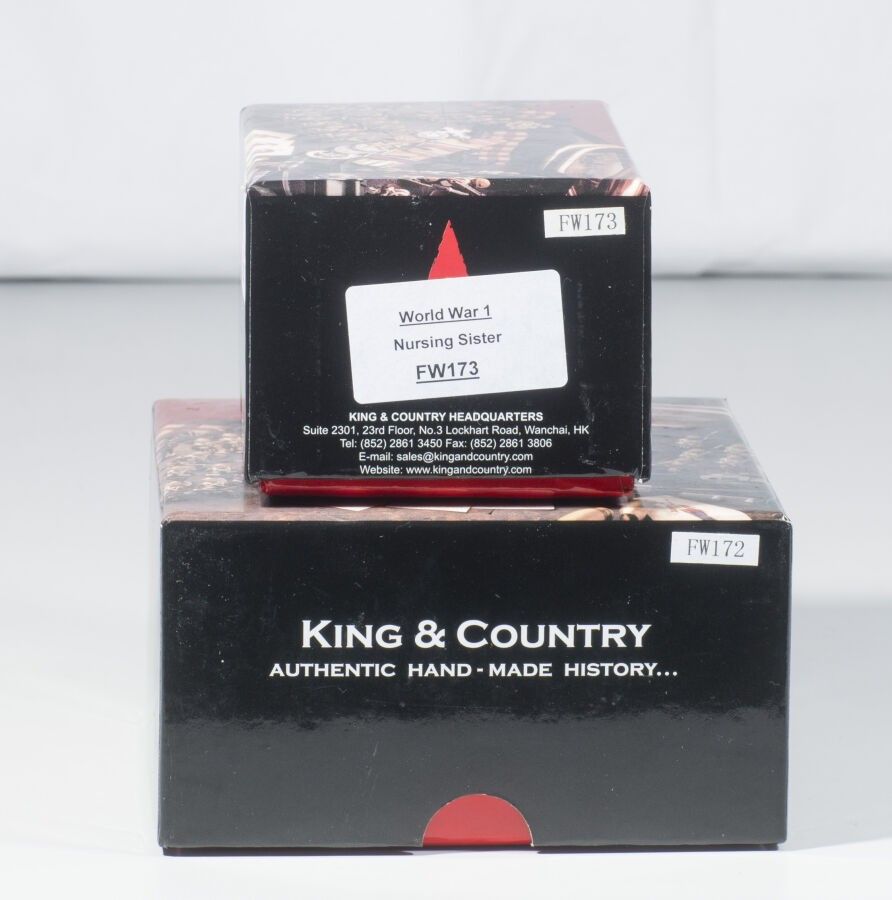 FW173
World War 1
Nursing Sister
FW173
KING & COUNTRY HEADQUARTERS
Suite 2301, 23rd Floor, No.3 Lockhart Road, Wanchai, HK
Tel: (852) 2861 3450 Fax: (852) 2861 3806
E-mail: sales@kingandcountry.com
Website: www.kingandcountry.com
FW172
KING & COUNTRY
AUTHENTIC HAND-MADE HISTORY...